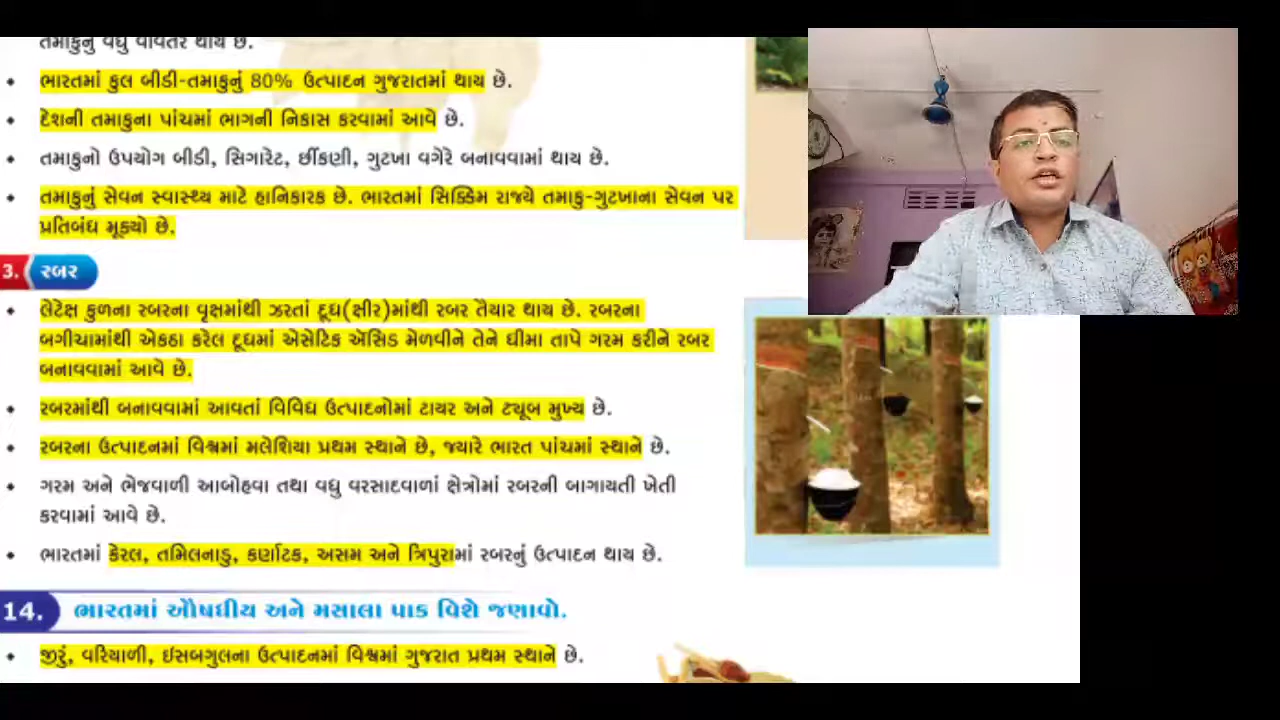 તમાકુનું વધુ વાવેતર થાય છે.
• ભારતમાં કુલ બીડી-તમાકુનું 80% ઉત્પાદન ગુજરાતમાં થાય છે.
• દેશની તમાકુના પાંચમાં ભાગની નિકાસ કરવામાં આવે છે.
• તમાકુનો ઉપયોગ બીડી, સિગારેટ, છીંકણી, ગુટખા વગેરે બનાવવામાં થાય છે.
• તમાકુનું સેવન સ્વાસ્થ્ય માટે હાનિકારક છે. ભારતમાં સિક્કિમ રાજ્યે તમાકુ-ગુટખાના સેવન પર
પ્રતિબંધ મૂક્યો છે.
3. રબર
• લેટેક્ષ કુળના રબરના વૃક્ષમાંથી ઝરતાં દૂધ(ક્ષીર)માંથી રબર તૈયાર થાય છે. રબરના
બગીચામાંથી એકઠા કરેલ દૂધમાં એસેટિક ઍસિડ મેળવીને તેને ધીમા તાપે ગરમ કરીને રબર
બનાવવામાં આવે છે.
• રબરમાંથી બનાવવામાં આવતાં વિવિધ ઉત્પાદનોમાં ટાયર અને ટ્યૂબ મુખ્ય છે.
• રબરના ઉત્પાદનમાં વિશ્વમાં મલેશિયા પ્રથમ સ્થાને છે, જ્યારે ભારત પાંચમાં સ્થાને છે.
• ગરમ અને ભેજવાળી આબોહવા તથા વધુ વરસાદવાળાં ક્ષેત્રોમાં રબરની બાગાયતી ખેતી
કરવામાં આવે છે.
• ભારતમાં કેરલ, તમિલનાડુ, કર્ણાટક, અસમ અને ત્રિપુરામાં રબરનું ઉત્પાદન થાય છે.
14. ભારતમાં ઔષધીય અને મસાલા પાક વિશે જણાવો.
• જીરું, વરિયાળી, ઈસબગુલના ઉત્પાદનમાં વિશ્વમાં ગુજરાત પ્રથમ સ્થાને છે.